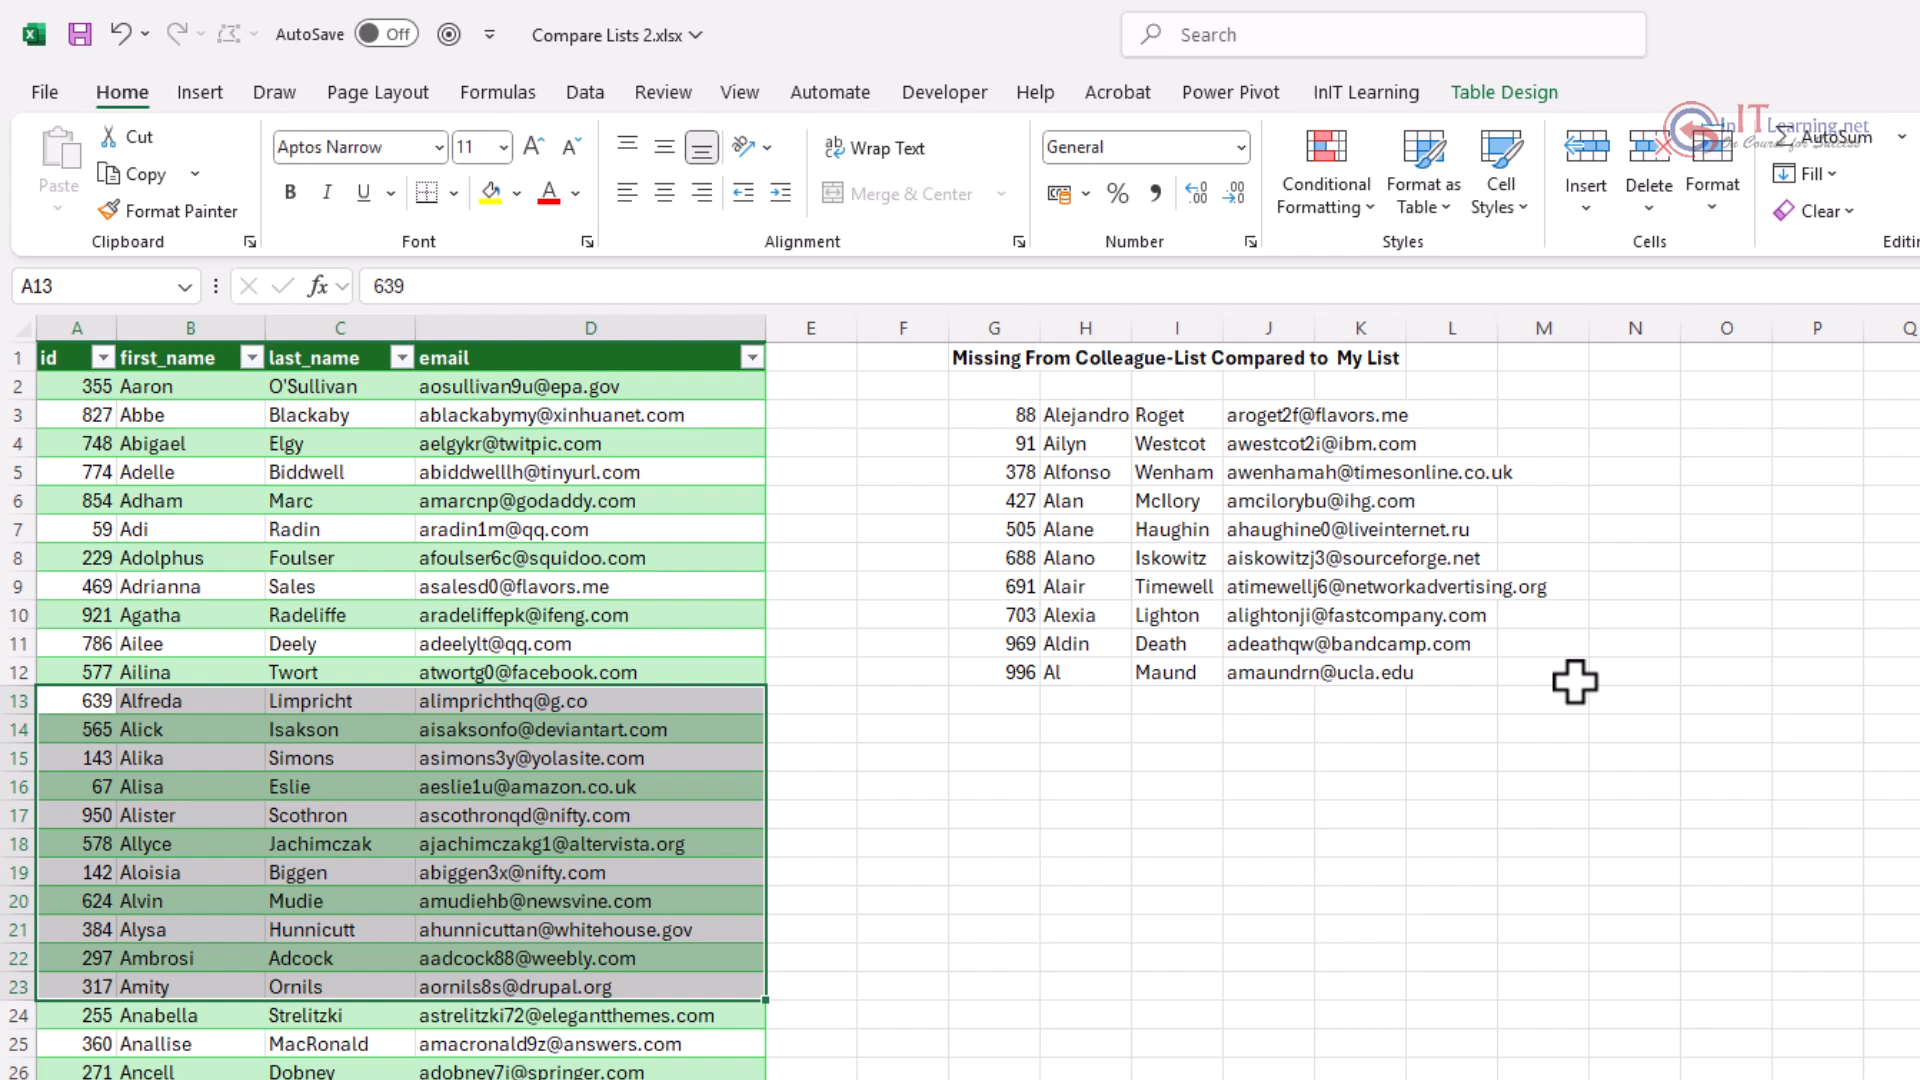 AutoSave Off Compare Lists 2.xlsx Search
File Home Insert Draw Page Layout Formulas Data Review View Automate Developer Help Acrobat Power Pivot InIT Learning Table Design
InITLearning.net
On Course for Success
Paste Cut Copy Format Painter Clipboard
Aptos Narrow 11 B I U A Font
Wrap Text Merge & Center Alignment
General % Number
Conditional Formatting Format as Table Cell Styles Styles
Insert Delete Format Cells
AutoSum Fill Clear Editin
A13 fx 639
A B C D E F G H I J K L M N O P Q
1 id first_name last_name email Missing From Colleague-List Compared to My List
2 355 Aaron O'Sullivan aosullivan9u@epa.gov
3 827 Abbe Blackaby ablackabymy@xinhuanet.com 88 Alejandro Roget aroget2f@flavors.me
4 748 Abigael Elgy aelgykr@twitpic.com 91 Ailyn Westcot awestcot2i@ibm.com
5 774 Adelle Biddwell abiddwelllh@tinyurl.com 378 Alfonso Wenham awenhamah@timesonline.co.uk
6 854 Adham Marc amarcnp@godaddy.com 427 Alan McIlory amcilorybu@ihg.com
7 59 Adi Radin aradin1m@qq.com 505 Alane Haughin ahaughine0@liveinternet.ru
8 229 Adolphus Foulser afoulser6c@squidoo.com 688 Alano Iskowitz aiskowitzj3@sourceforge.net
9 469 Adrianna Sales asalesd0@flavors.me 691 Alair Timewell atimewellj6@networkadvertising.org
10 921 Agatha Radeliffe aradeliffepk@ifeng.com 703 Alexia Lighton alightonji@fastcompany.com
11 786 Ailee Deely adeelylt@qq.com 969 Aldin Death adeathqw@bandcamp.com
12 577 Ailina Twort atwortg0@facebook.com 996 Al Maund amaundrn@ucla.edu
13 639 Alfreda Limpricht alimprichthq@g.co
14 565 Alick Isakson aisaksonfo@deviantart.com
15 143 Alika Simons asimons3y@yolasite.com
16 67 Alisa Eslie aeslie1u@amazon.co.uk
17 950 Alister Scothron ascothronqd@nifty.com
18 578 Allyce Jachimczak ajachimczakg1@altervista.org
19 142 Aloisia Biggen abiggen3x@nifty.com
20 624 Alvin Mudie amudiehb@newsvine.com
21 384 Alysa Hunnicutt ahunnicuttan@whitehouse.gov
22 297 Ambrosi Adcock aadcock88@weebly.com
23 317 Amity Ornils aornils8s@drupal.org
24 255 Anabella Strelitzki astrelitzki72@elegantthemes.com
25 360 Anallise MacRonald amacronald9z@answers.com
26 271 Ancell Dobney adobney7i@springer.com